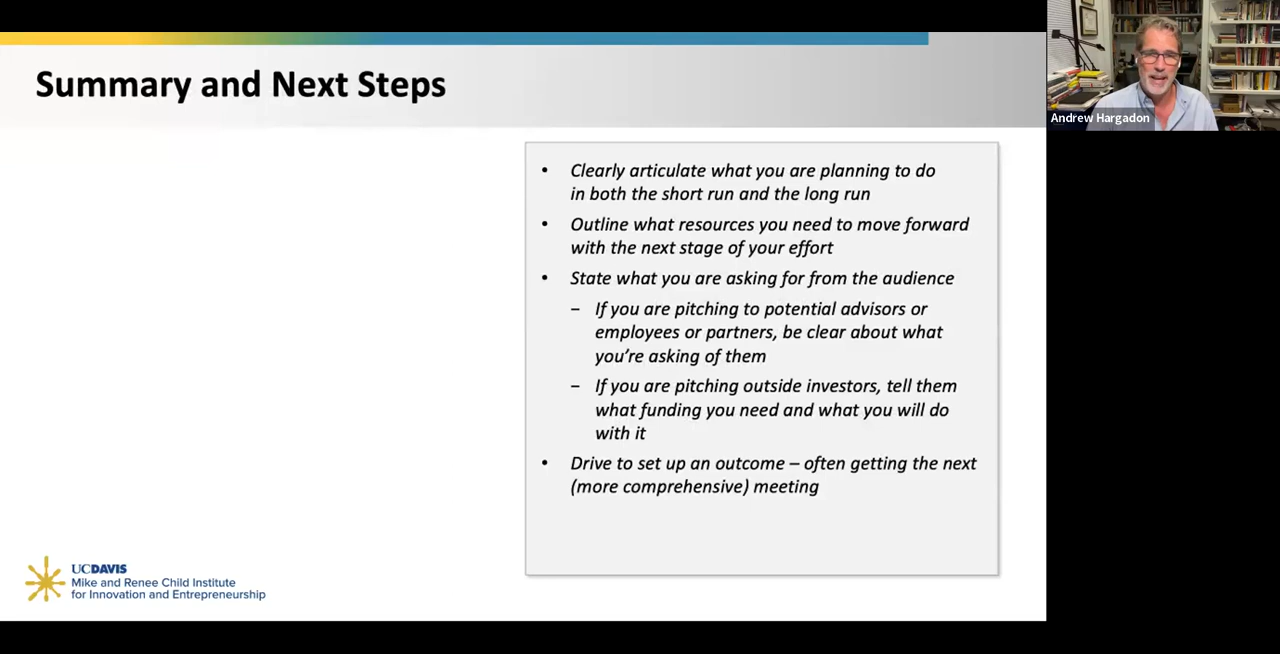 Summary and Next Steps
Andrew Hargadon
• Clearly articulate what you are planning to do
in both the short run and the long run
• Outline what resources you need to move forward
with the next stage of your effort
• State what you are asking for from the audience
– If you are pitching to potential advisors or
employees or partners, be clear about what
you’re asking of them
– If you are pitching outside investors, tell them
what funding you need and what you will do
with it
• Drive to set up an outcome – often getting the next
(more comprehensive) meeting
UCDAVIS
Mike and Renee Child Institute
for Innovation and Entrepreneurship